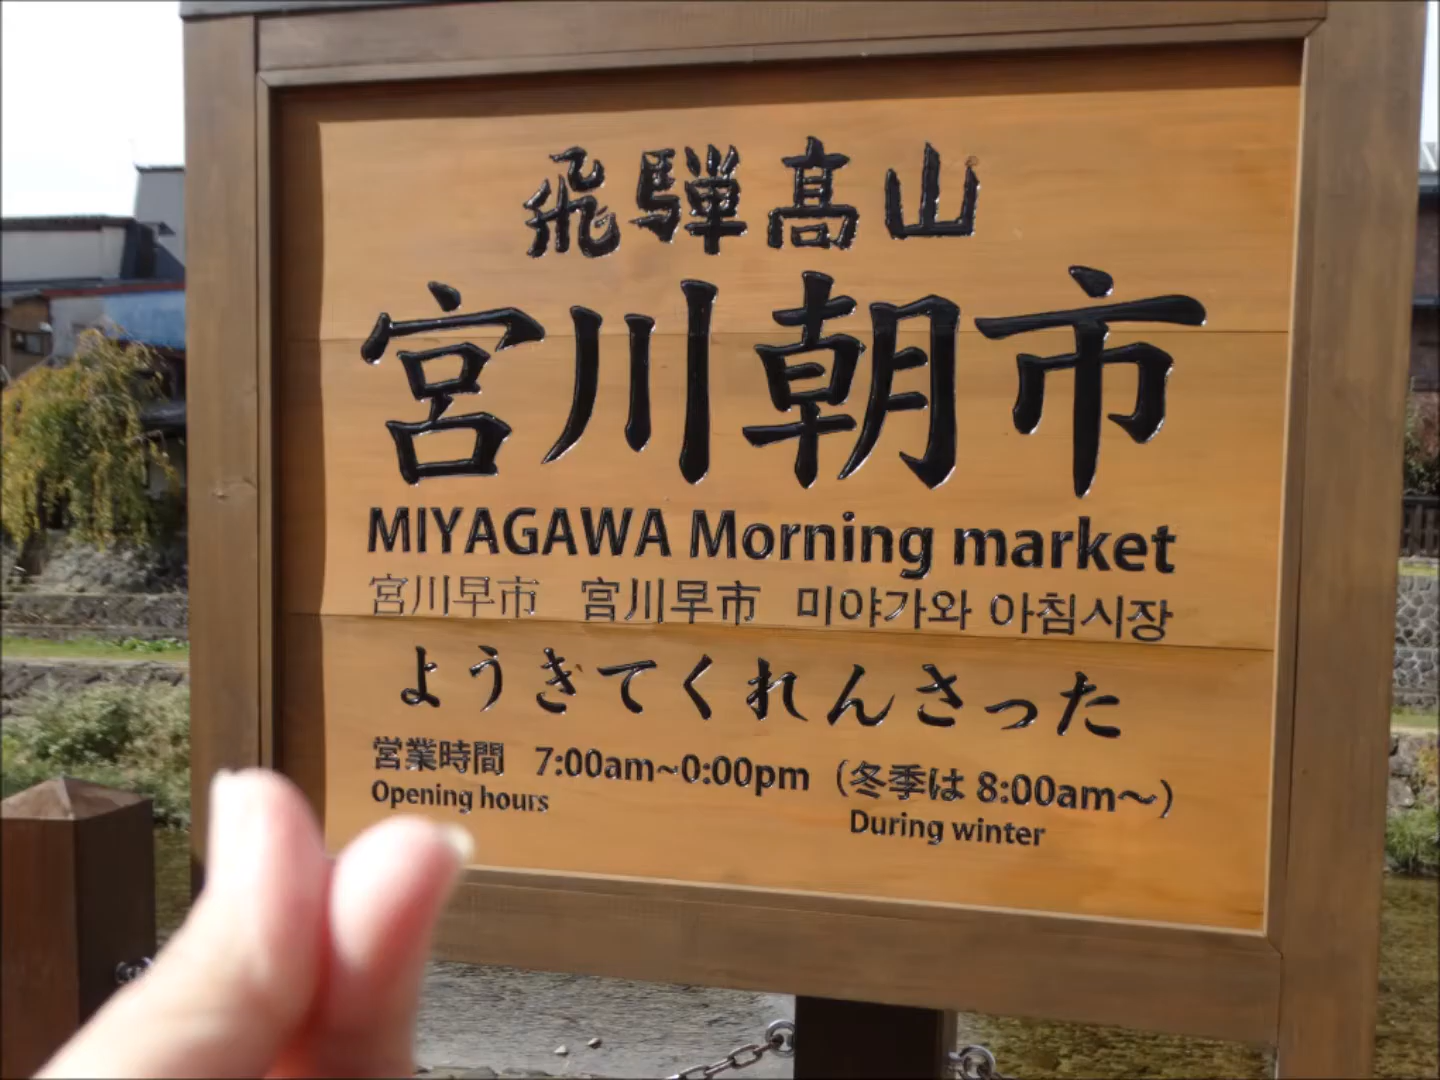 飛騨高山
宮川朝市
MIYAGAWA Morning market
宮川早市 宮川早市 미야가와 아침시장
ようきてくれんさった
営業時間 7:00am~0:00pm (冬季は 8:00am~)
Opening hours During winter